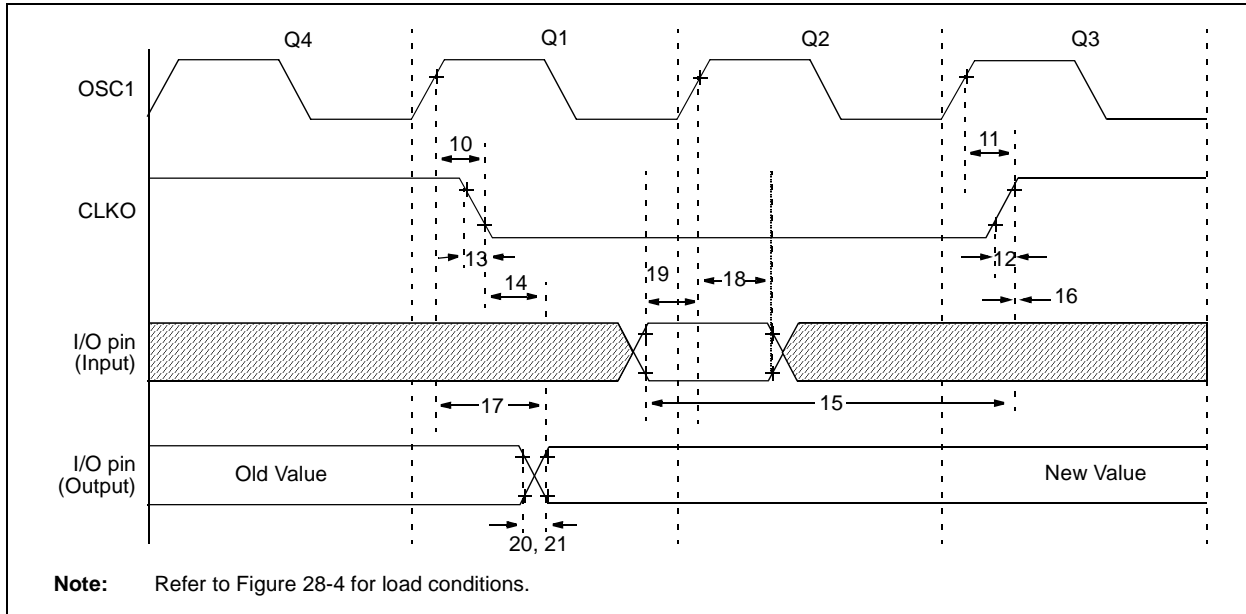 Q4 Q1 Q2 Q3
OSC1
10
11
CLKO
13
12
14
19
18
16
I/O pin
(Input)
17
15
I/O pin
(Output)
Old Value
New Value
20, 21
Note: Refer to Figure 28-4 for load conditions.